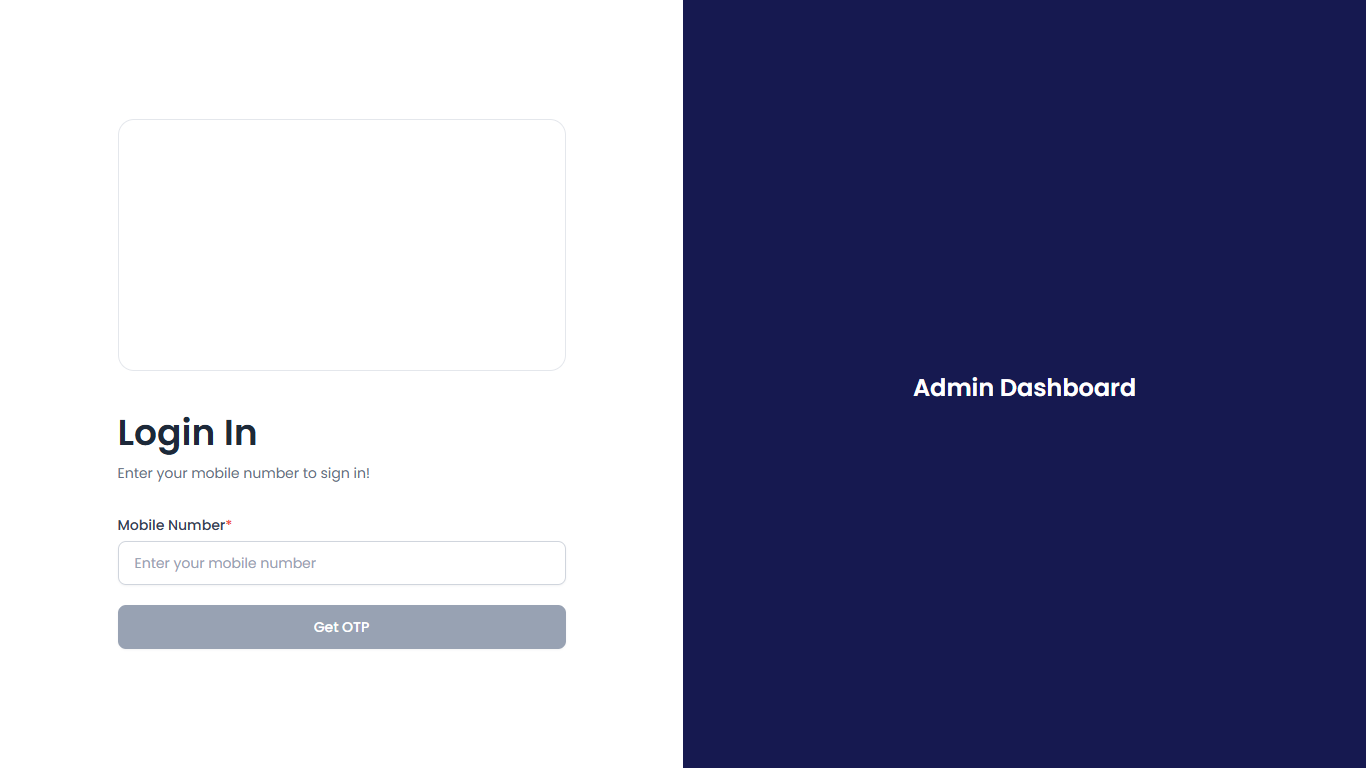 Login In
Enter your mobile number to sign in!
Mobile Number*
Enter your mobile number
Get OTP
Admin Dashboard